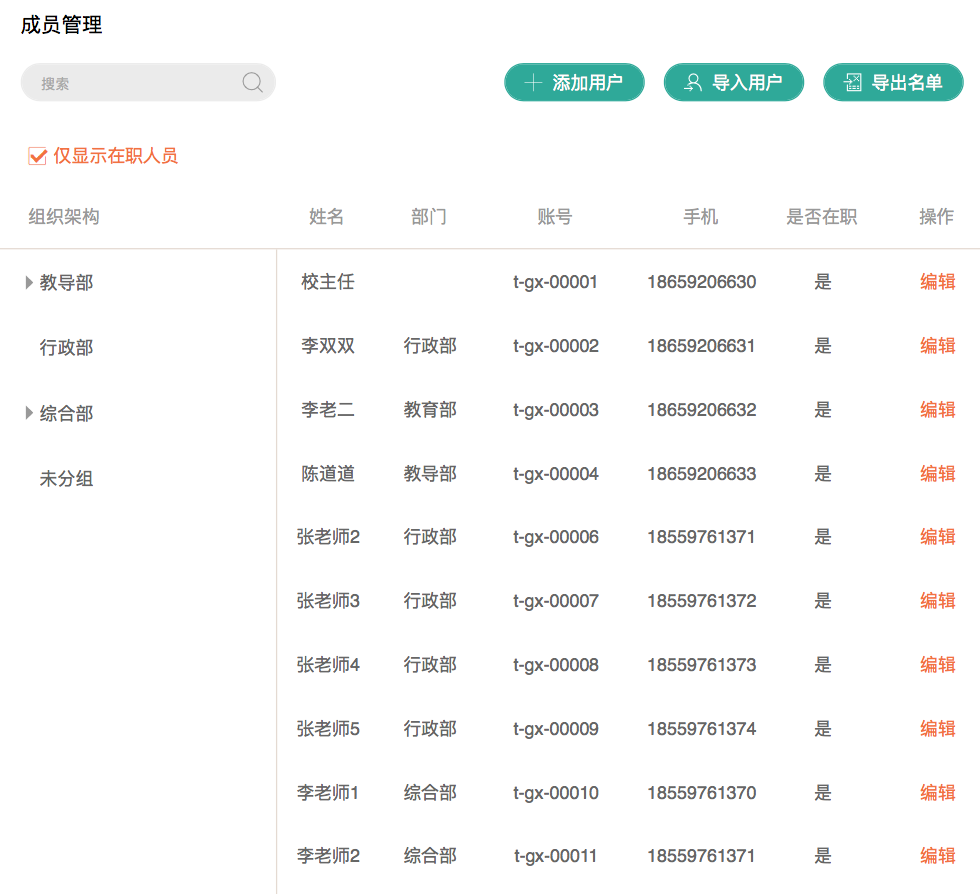 成员管理
搜索 添加用户 导入用户 导出名单
仅显示在职人员
组织架构 姓名 部门 账号 手机 是否在职 操作
教导部 校主任 t-gx-00001 18659206630 是 编辑
行政部 李双双 行政部 t-gx-00002 18659206631 是 编辑
综合部 李老二 教育部 t-gx-00003 18659206632 是 编辑
未分组 陈道道 教导部 t-gx-00004 18659206633 是 编辑
张老师2 行政部 t-gx-00006 18559761371 是 编辑
张老师3 行政部 t-gx-00007 18559761372 是 编辑
张老师4 行政部 t-gx-00008 18559761373 是 编辑
张老师5 行政部 t-gx-00009 18559761374 是 编辑
李老师1 综合部 t-gx-00010 18559761370 是 编辑
李老师2 综合部 t-gx-00011 18559761371 是 编辑